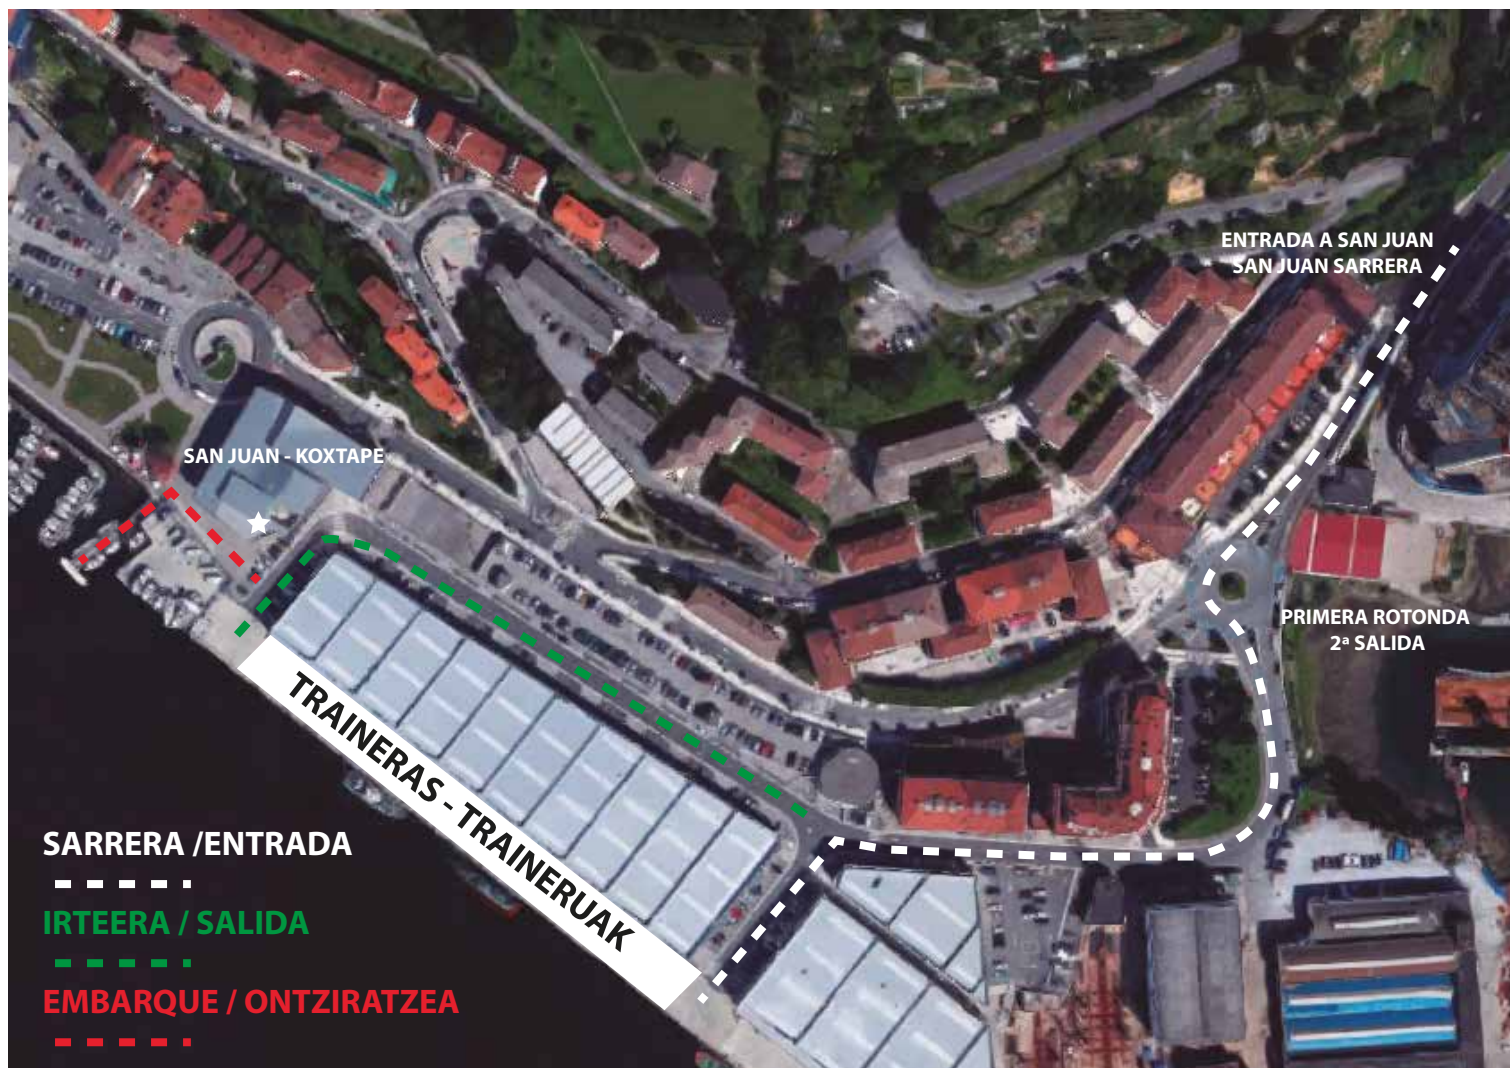 ENTRADA A SAN JUAN
SAN JUAN SARRERA
SAN JUAN - KOXTAPE
PRIMERA ROTONDA
2ª SALIDA
TRAINERAS - TRAINERUAK
SARRERA /ENTRADA
IRTEERA / SALIDA
EMBARQUE / ONTZIRATZEA